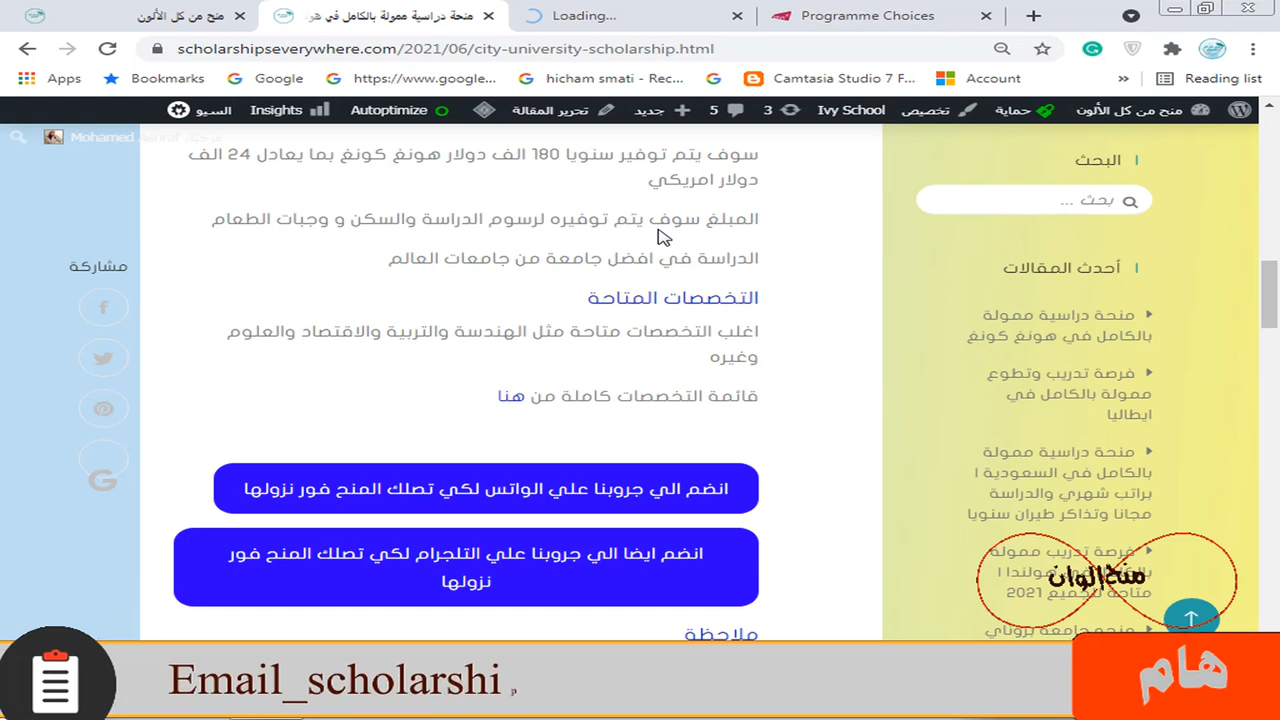 منح من كل الألون
منحة دراسية ممولة بالكامل في هو
Loading...
Programme Choices
scholarshipseverywhere.com/2021/06/city-university-scholarship.html
Apps
Bookmarks
Google
https://www.google...
hicham smati - Rec...
Camtasia Studio 7 F...
Account
»
Reading list
منح من كل الألون
حماية
تخصيص
Ivy School
3
5
جديد
تحرير المقالة
Autoptimize
Insights
السيو
سوف يتم توفير سنويا 180 الف دولار هونغ كونغ بما يعادل 24 الف
دولار امريكي
المبلغ سوف يتم توفيره لرسوم الدراسة والسكن و وجبات الطعام
الدراسة في افضل جامعة من جامعات العالم
التخصصات المتاحة
اغلب التخصصات متاحة مثل الهندسة والتربية والاقتصاد والعلوم
وغيره
قائمة التخصصات كاملة من هنا
انضم الي جروبنا علي الواتس لكي تصلك المنح فور نزولها
انضم ايضا الي جروبنا علي التلجرام لكي تصلك المنح فور
نزولها
ملاحظة
مشاركة
البحث
بحث ...
أحدث المقالات
منحة دراسية ممولة
بالكامل في هونغ كونغ
فرصة تدريب وتطوع
ممولة بالكامل في
ايطاليا
منحة دراسية ممولة
بالكامل في السعودية ا
براتب شهري والدراسة
مجانا وتذاكر طيران سنويا
فرصة تدريب ممولة
هولندا ا
متاحة للجميع 2021
منحه جامعة بروناي
منح الوان
Email_scholarshi p
هام